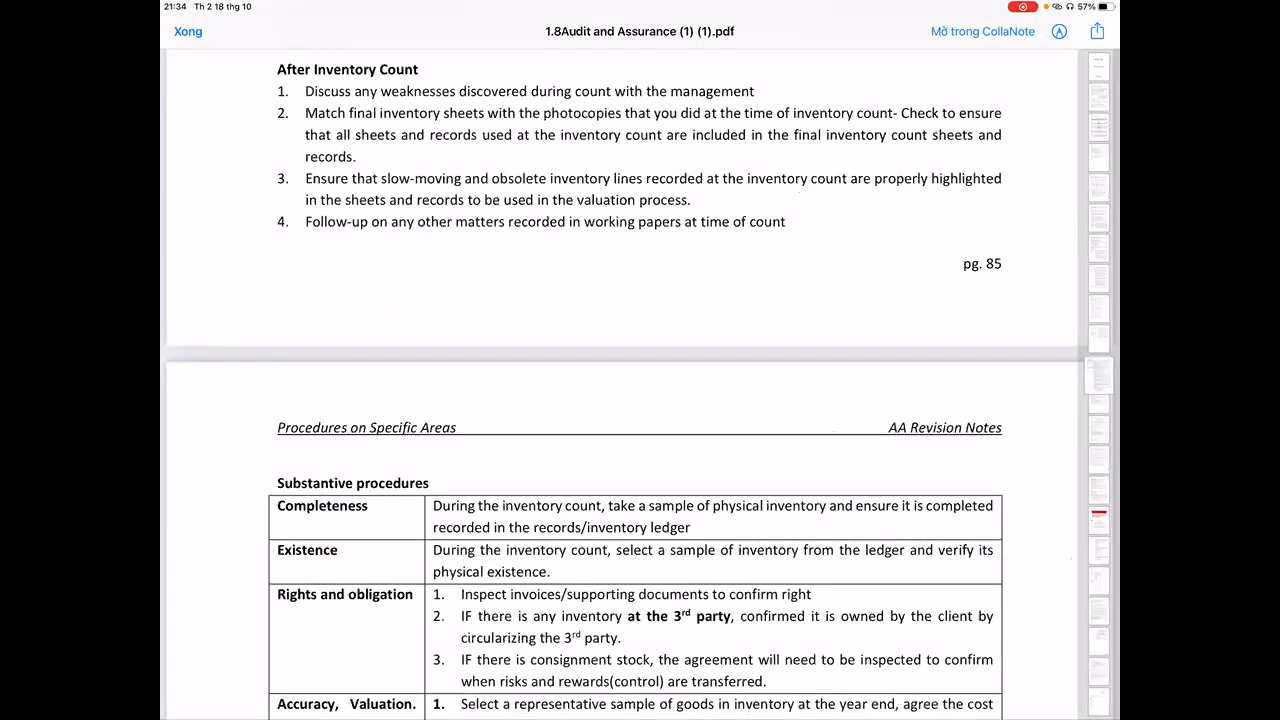 21:34 Th 2 18 thg 10
57%
Xong
1.8Audit and Assurance (1) (1).pdf
Mở trong CollaNote
After Inventory Count
1. Discuss any weaknesses discovered during count with the management
2. Match final inventory sheets with the photocopies that you did at the time of inventory count- Check to ensure
that all sheets and records used at the inventory count are included in the final inventory count sheets and
records.
3. Ensure that slow moving and obsolete inventory lines recorded at the inventory count are properly highlighted
in the sheets and records to be used in the valuation process.
4. Follow-up any other matters recorded in working papers at time of count
pg. 85
Procedures on Specific Areas
AA Revision Notes
Substantive procedures
Completeness
During the inventory count, take a sample of physical inventory and ensure it is completed
recorded in the records/inventory ledger
Existence
During the inventory count, select a sample of inventory from the ledger and verify its
physical existence.
Rights and obligation
1. Inspect invoices/supporting documents to confirm right
2. IF there is any inventory at the 3rd party, confirmed it is owned by the client by
circularizing the 3rd party.
3. IF there is consignment stock, the agreement will need to be inspected to confirm
when risks and rewards(control) are transferred.
Accuracy,
1. Select a representative sample of goods in inventory at the year end, agree the cost